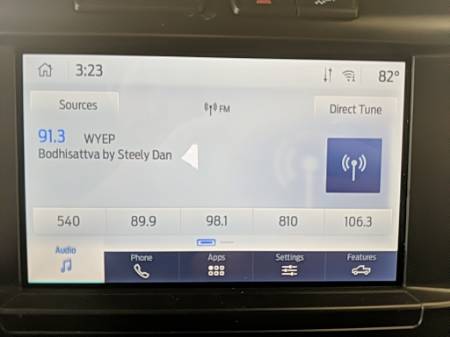 3:23 82°
Sources FM Direct Tune
91.3 WYEP
Bodhisattva by Steely Dan
540 89.9 98.1 810 106.3
Audio Phone Apps Settings Features